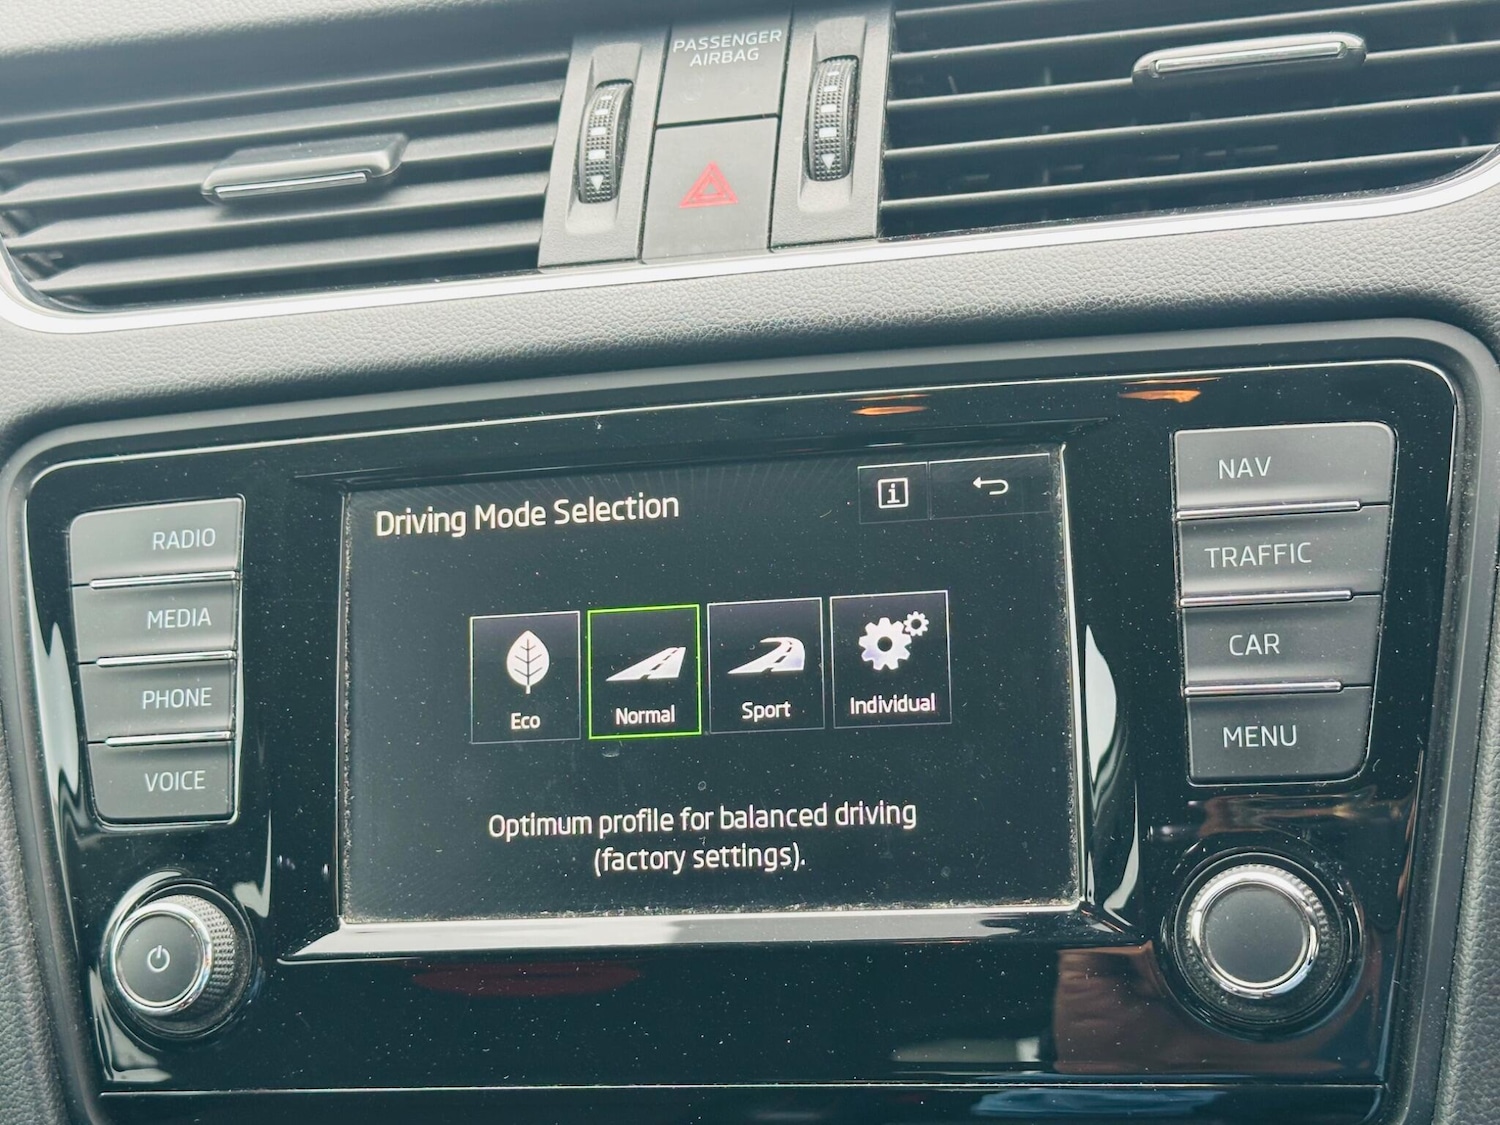 PASSENGER
AIRBAG
RADIO
MEDIA
PHONE
VOICE
Driving Mode Selection
i
Eco
Normal
Sport
Individual
Optimum profile for balanced driving
(factory settings).
NAV
TRAFFIC
CAR
MENU